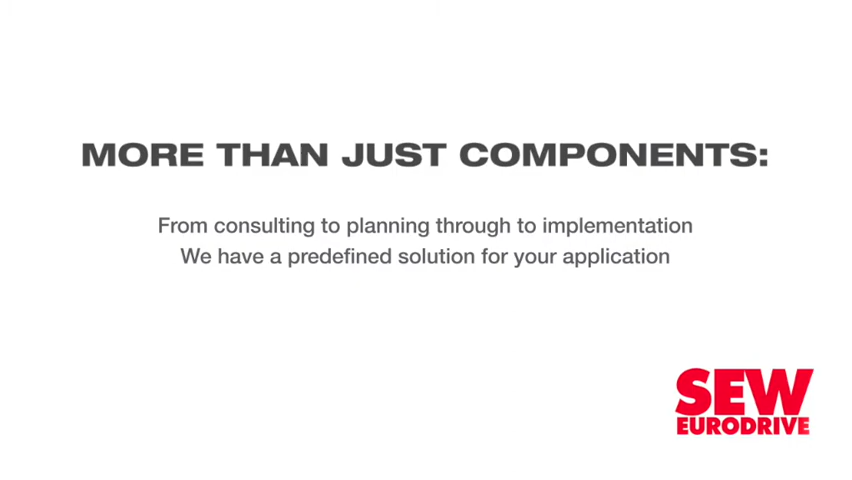 MORE THAN JUST COMPONENTS:
From consulting to planning through to implementation
We have a predefined solution for your application
SEW
EURODRIVE